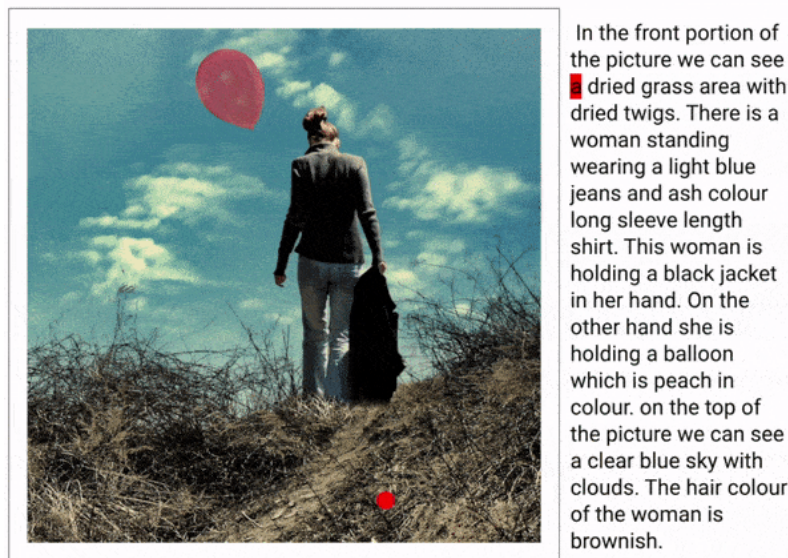 In the front portion of
the picture we can see
a dried grass area with
dried twigs. There is a
woman standing
wearing a light blue
jeans and ash colour
long sleeve length
shirt. This woman is
holding a black jacket
in her hand. On the
other hand she is
holding a balloon
which is peach in
colour. on the top of
the picture we can see
a clear blue sky with
clouds. The hair colour
of the woman is
brownish.